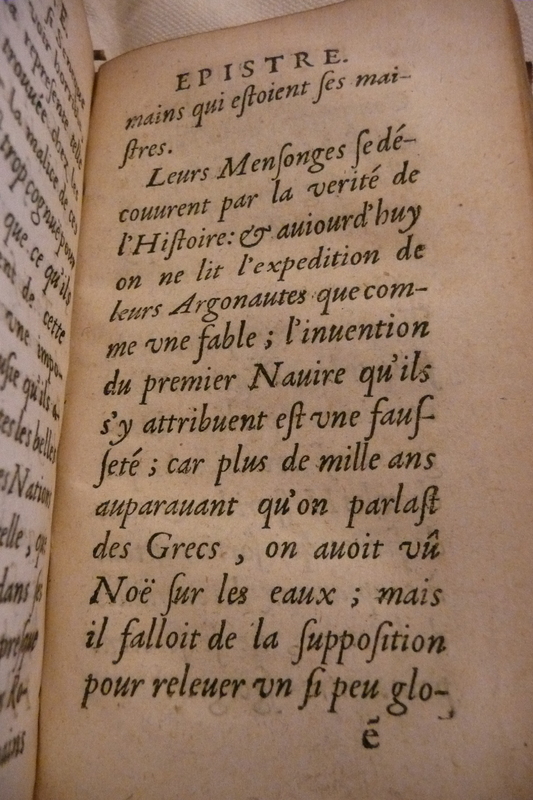 EPISTRE.
mains qui eſtoient ſes mai-
ſtres.
Leurs Menſonges ſe dé-
couurent par la verité de
l'Hiſtoire: & auiourd'huy
on ne lit l'expedition de
leurs Argonautes que com-
me vne fable ; l'inuention
du premier Nauire qu'ils
s'y attribuent eſt vne fauſ-
ſeté ; car plus de mille ans
auparauant qu'on parlaſt
des Grecs , on auoit vû
Noë ſur les eaux ; mais
il falloit de la ſuppoſition
pour releuer vn ſi peu glo-
é